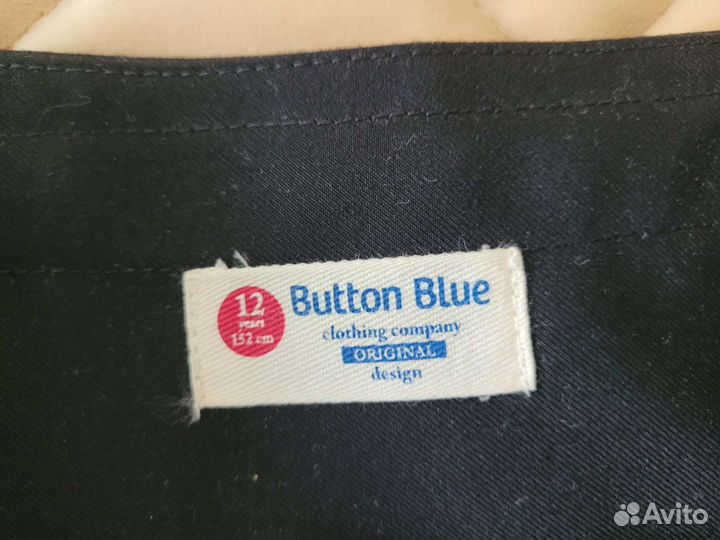 12
years
152 cm
Button Blue
clothing company
ORIGINAL
design
Avito